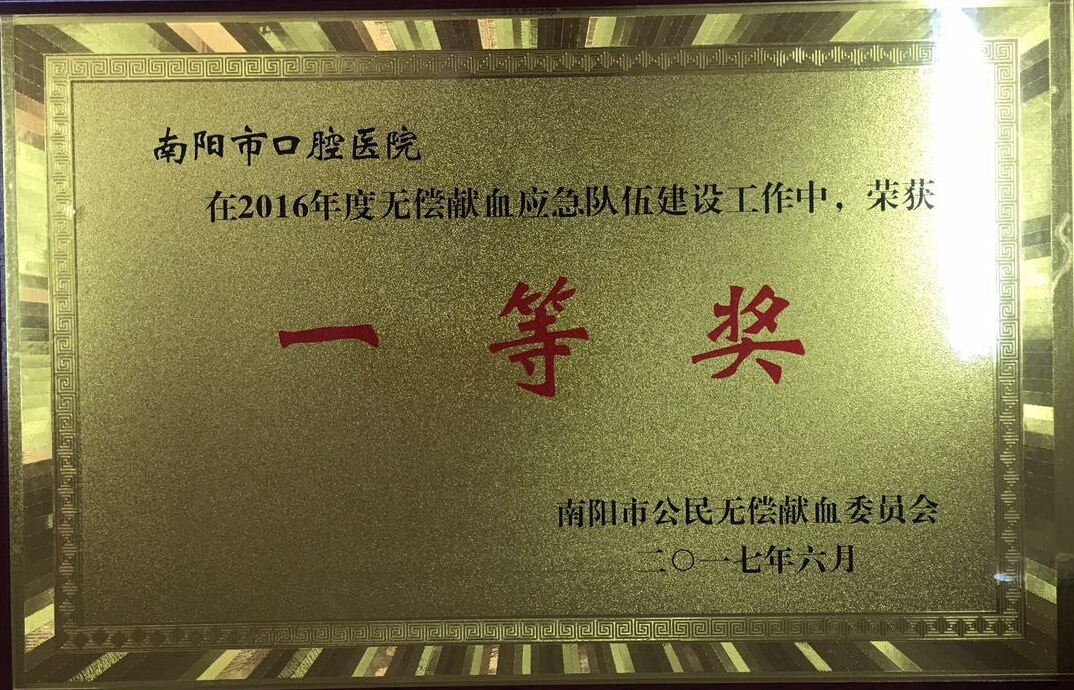 南阳市口腔医院
在2016年度无偿献血应急队伍建设工作中，荣获
一等奖
南阳市公民无偿献血委员会
二〇一七年六月